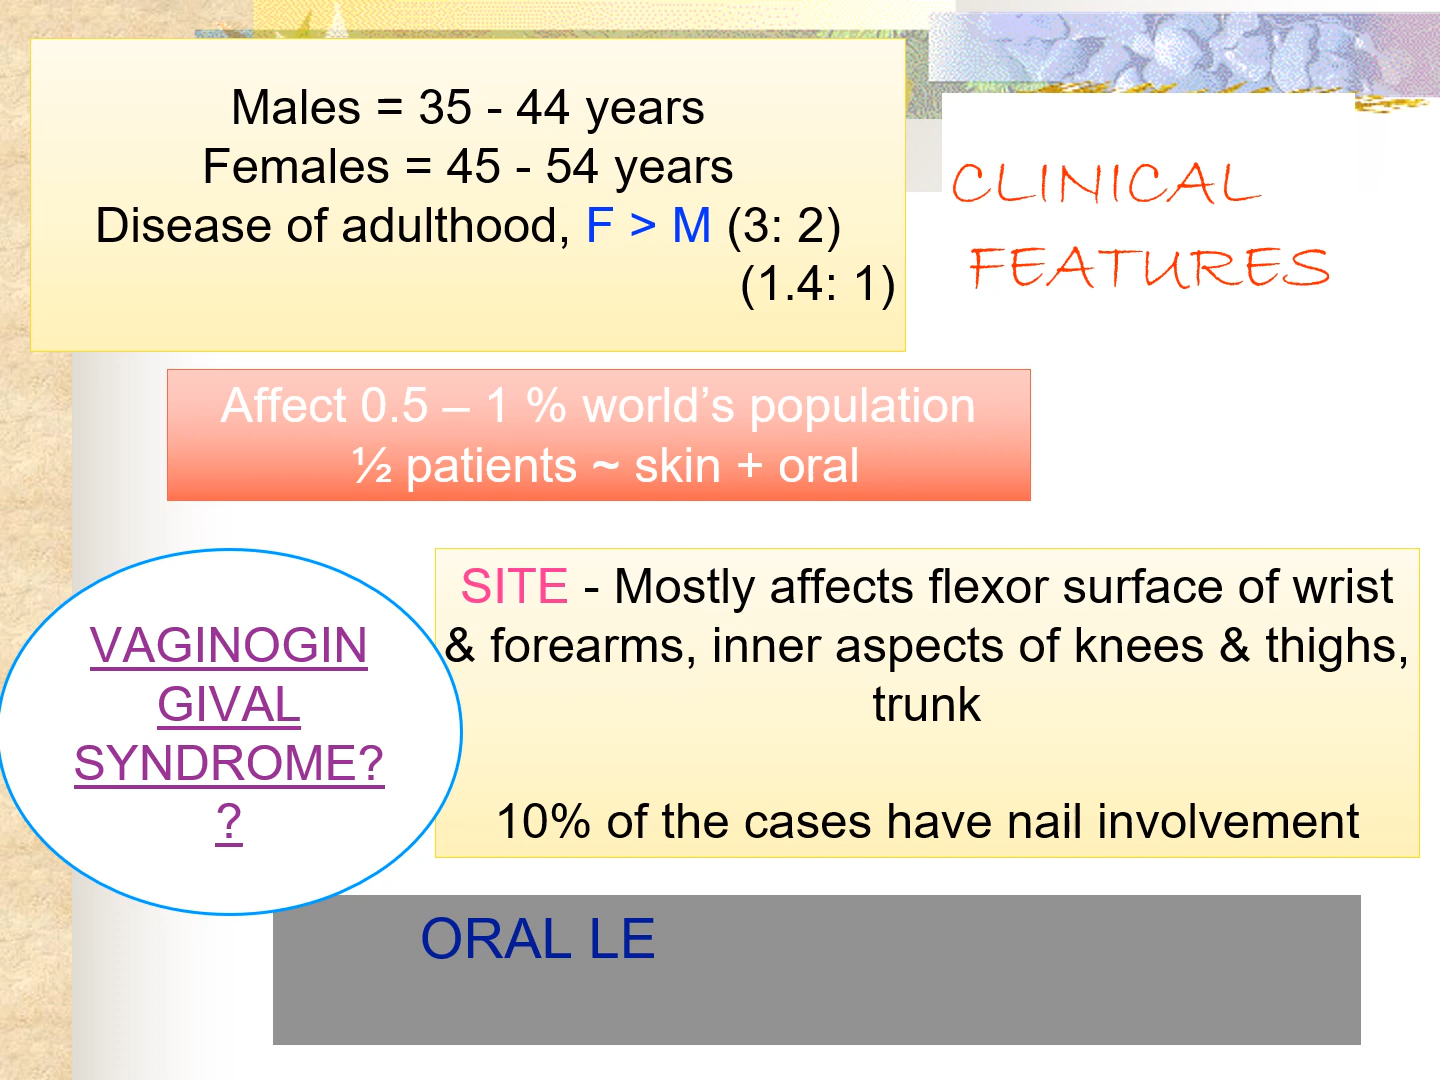 Males = 35 - 44 years
Females = 45 - 54 years
Disease of adulthood, F > M (3: 2)
(1.4: 1)
CLINICAL
FEATURES
Affect 0.5 – 1 % world’s population
½ patients ~ skin + oral
VAGINOGIN
GIVAL
SYNDROME?
?
SITE - Mostly affects flexor surface of wrist
& forearms, inner aspects of knees & thighs,
trunk
10% of the cases have nail involvement
ORAL LE